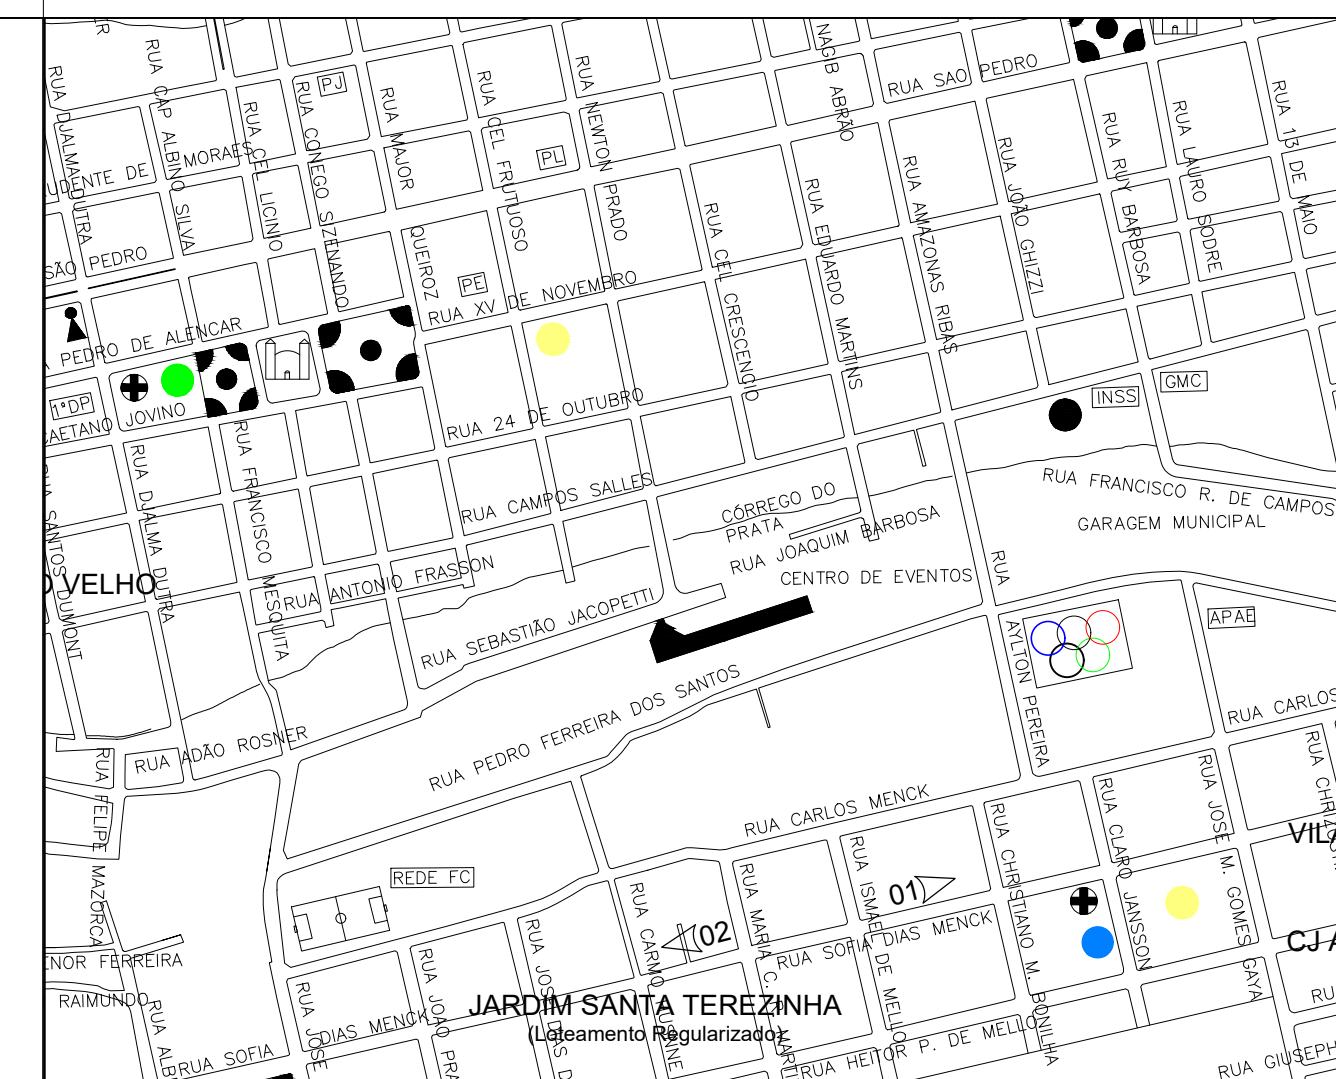 RUA DJALMA DUTRA
RUA CAP ALBINO SILVA
RUA CEL LICINIO
RUA CONEGO SIZENANDO
PJ
RUA MAJOR QUEIROZ
RUA CEL FRUTUOSO
PL
RUA NEWTON PRADO
NAGIB ABRÃO
RUA SAO PEDRO
RUA 13 DE MAIO
RUA LAURO SODRE
RUA RUY BARBOSA
RUA JOÃO GHIZZI
RUA AMAZONAS RIBAS
RUA EDUARDO MARTINS
RUA CEL CRESCENCIO
UDENTE DE MORAES
SÃO PEDRO
PE
RUA XV DE NOVEMBRO
A PEDRO DE ALENCAR
1°DP
CAETANO JOVINO
RUA 24 DE OUTUBRO
INSS
GMC
RUA SANTOS DUMONT
RUA DJALMA DUTRA
RUA FRANCISCO MESQUITA
RUA CAMPOS SALLES
CÓRREGO DO
PRATA
RUA JOAQUIM BARBOSA
RUA FRANCISCO R. DE CAMPOS
GARAGEM MUNICIPAL
CENTRO DE EVENTOS
O VELHO
RUA ANTONIO FRASSON
RUA SEBASTIÃO JACOPETTI
RUA AYLTON PEREIRA
APAE
RUA PEDRO FERREIRA DOS SANTOS
RUA ADÃO ROSNER
RUA CARLOS
RUA FELIPE MAZORCA
RUA CARLOS MENCK
RUA CHRISTIANO M. BONILHA
RUA CLARO JANSSON
RUA JOSE M. GOMES GAYA
VILA
REDE FC
01
02
RUA CARMO
RUA MARIA C.
RUA ISMAEL DE MELLO
RUA SOFIA DIAS MENCK
CJ A
ENOR FERREIRA
RAIMUNDO
RUA ALBI
RUA SOFIA DIAS MENCK
RUA JOSE
RUA JOAO PRA
JARDIM SANTA TEREZINHA
(Loteamento Regularizado)
RUA HEITOR P. DE MELLO
RU
RUA GIUSEPH